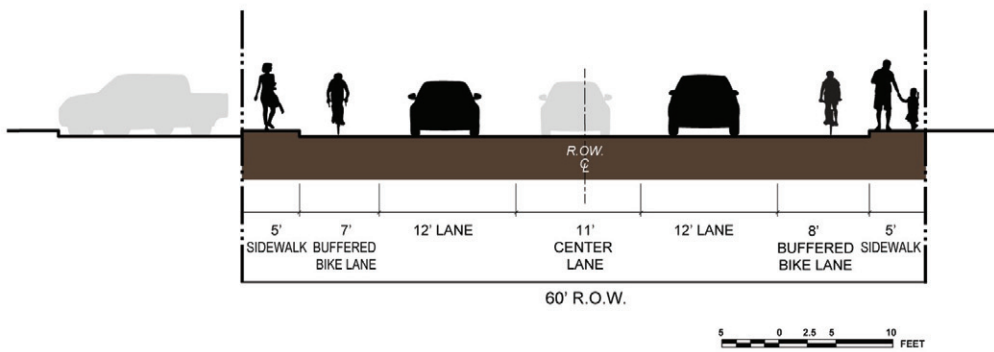 R.O.W.
℄
5'
SIDEWALK
7'
BUFFERED
BIKE LANE
12' LANE
11'
CENTER
LANE
12' LANE
8'
BUFFERED
BIKE LANE
5'
SIDEWALK
60' R.O.W.
5 0 2.5 5 10
FEET